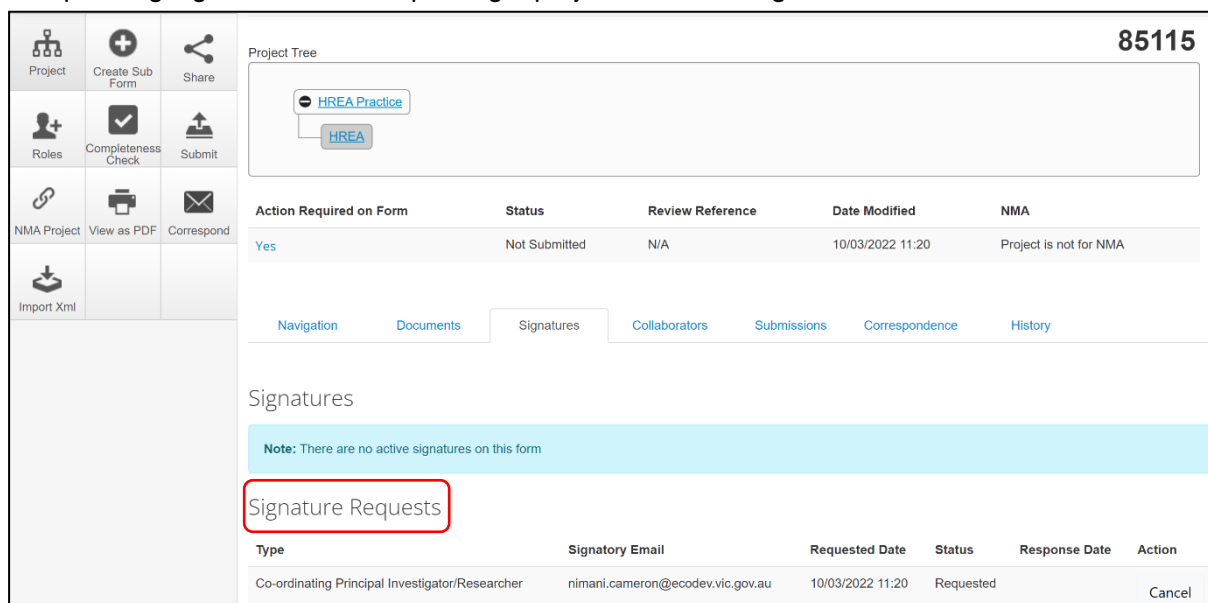 85115
Project
Create Sub
Form
Share
Project Tree
HREA Practice
HREA
Roles
Completeness
Check
Submit
NMA Project
View as PDF
Correspond
Import Xml
Action Required on Form Status Review Reference Date Modified NMA
Yes Not Submitted N/A 10/03/2022 11:20 Project is not for NMA
Navigation Documents Signatures Collaborators Submissions Correspondence History
Signatures
Note: There are no active signatures on this form
Signature Requests
Type Signatory Email Requested Date Status Response Date Action
Co-ordinating Principal Investigator/Researcher nimani.cameron@ecodev.vic.gov.au 10/03/2022 11:20 Requested Cancel